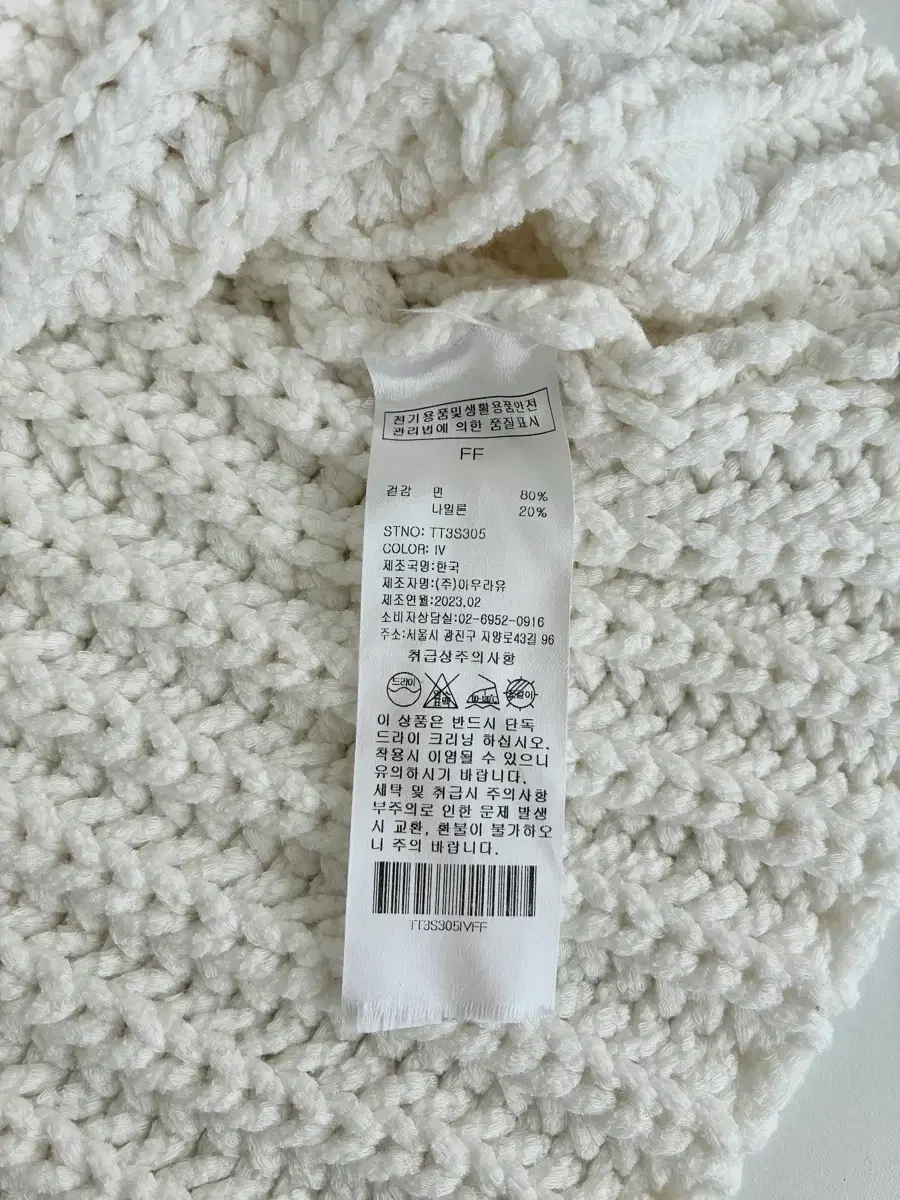 전기용품및생활용품안전
관리법에 의한 품질표시
FF
겉감 면 80%
나일론 20%
STNO: TT3S305
COLOR: IV
제조국명:한국
제조자명:(주)이우라유
제조연월:2023.02
소비자상담실:02-6952-0916
주소:서울시 광진구 자양로43길 96
취급상주의사항
드라이
이 상품은 반드시 단독
드라이 크리닝 하십시오.
착용시 이염될 수 있으니
유의하시기 바랍니다.
세탁 및 취급시 주의사항
부주의로 인한 문제 발생
시 교환, 환불이 불가하오
니 주의 바랍니다.
TT3S305IVFF